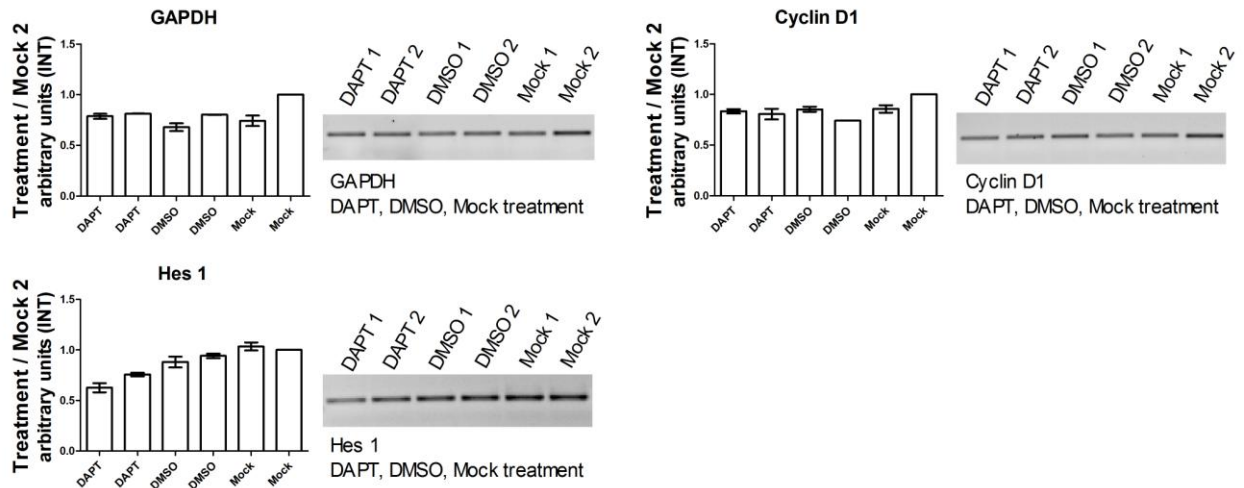 GAPDH
Treatment / Mock 2
arbitrary units (INT)
1.5
1.0
0.5
0.0
DAPT
DAPT
DMSO
DMSO
Mock
Mock
DAPT 1
DAPT 2
DMSO 1
DMSO 2
Mock 1
Mock 2
GAPDH
DAPT, DMSO, Mock treatment
Cyclin D1
Treatment / Mock 2
arbitrary units (INT)
1.5
1.0
0.5
0.0
DAPT
DAPT
DMSO
DMSO
Mock
Mock
DAPT 1
DAPT 2
DMSO 1
DMSO 2
Mock 1
Mock 2
Cyclin D1
DAPT, DMSO, Mock treatment
Hes 1
Treatment / Mock 2
arbitrary units (INT)
1.5
1.0
0.5
0.0
DAPT
DAPT
DMSO
DMSO
Mock
Mock
DAPT 1
DAPT 2
DMSO 1
DMSO 2
Mock 1
Mock 2
Hes 1
DAPT, DMSO, Mock treatment